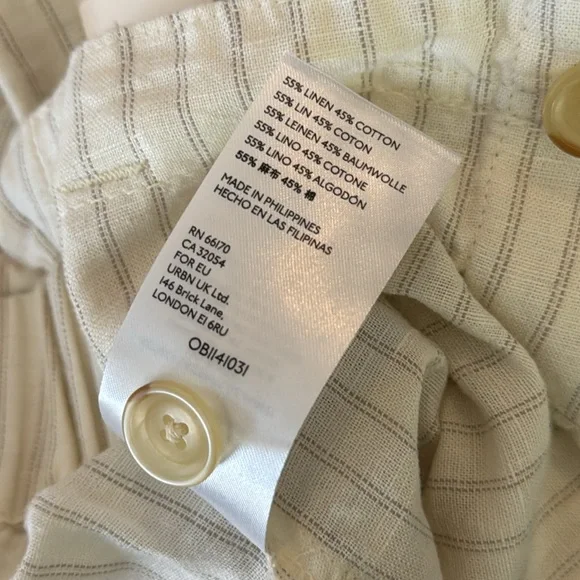 55% LINEN 45% COTTON
55% LIN 45% COTON
55% LEINEN 45% BAUMWOLLE
55% LINO 45% COTONE
55% LINO 45% ALGODÓN
55% 麻布 45% 棉
MADE IN PHILIPPINES
HECHO EN LAS FILIPINAS
RN 66170
CA 32054
FOR EU
URBN UK Ltd.
146 Brick Lane,
LONDON E1 6RU
OB1141031